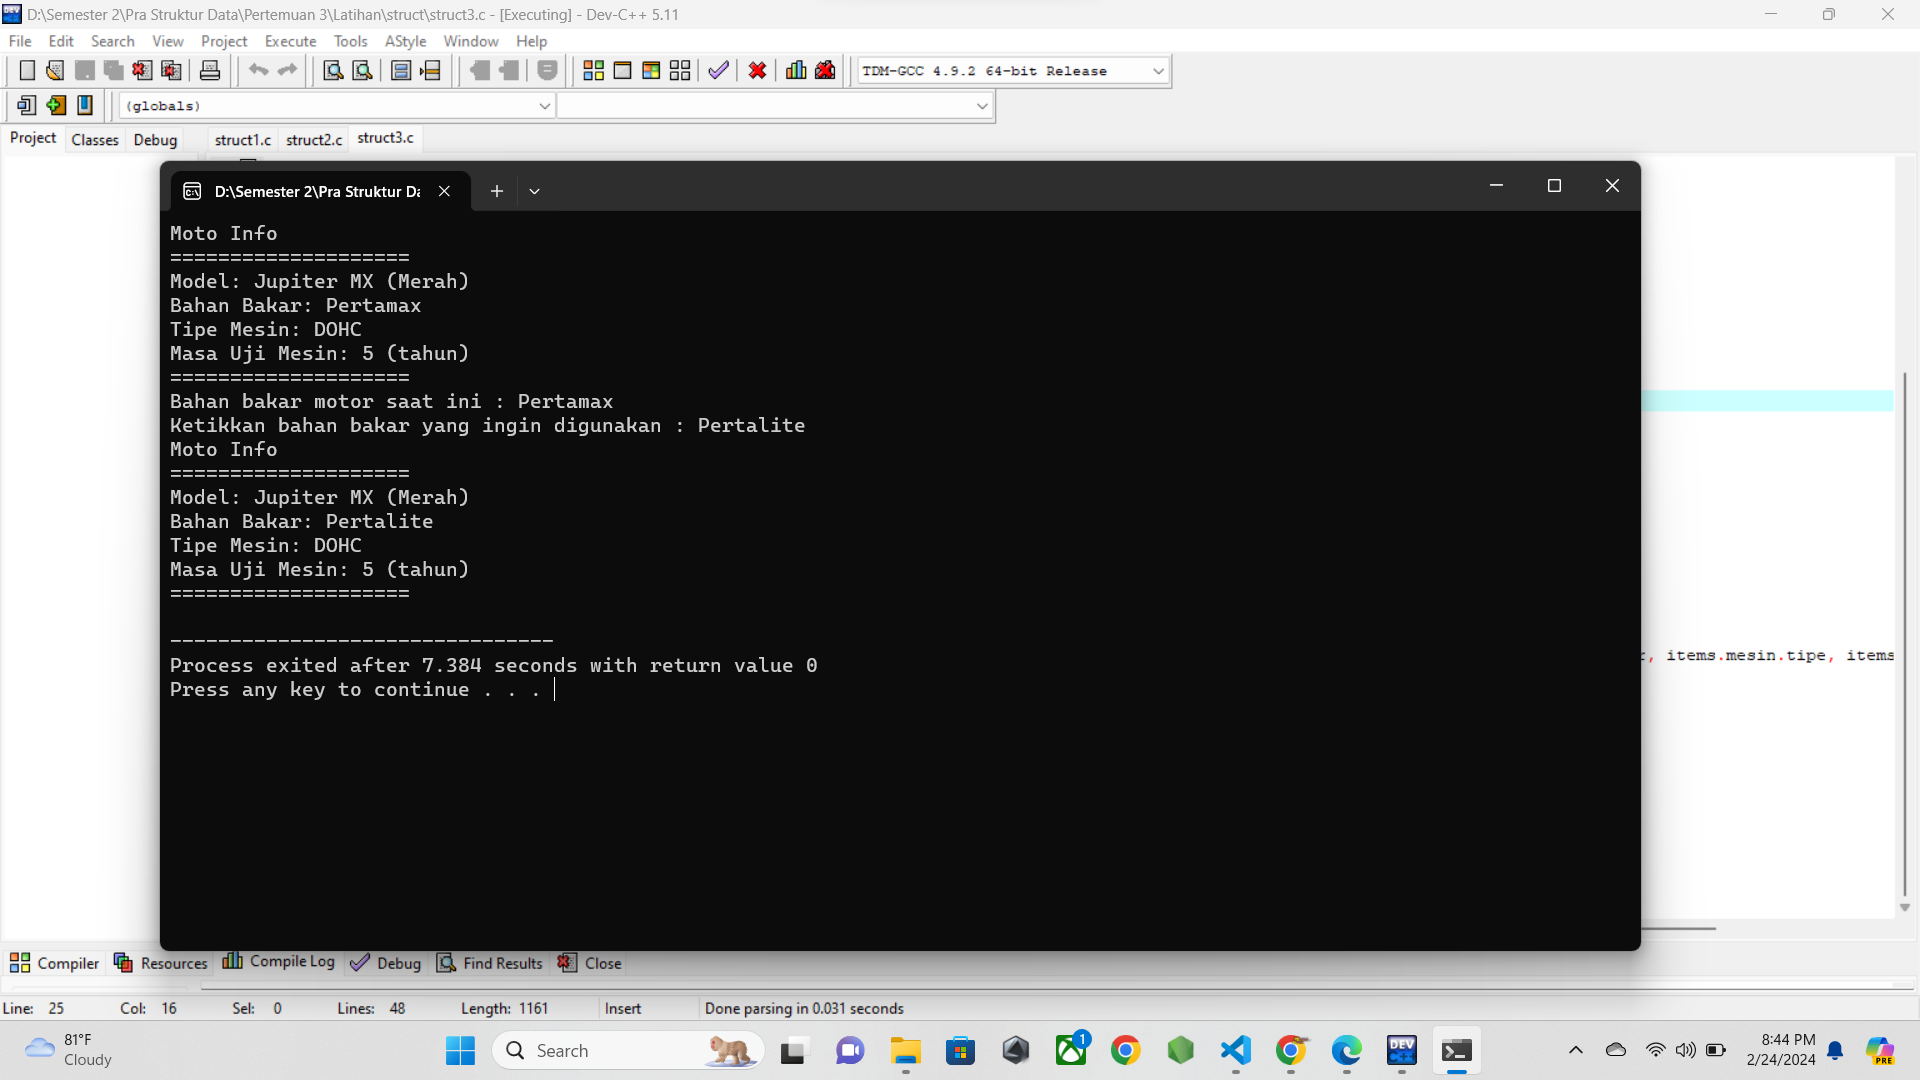 D:\Semester 2\Pra Struktur Data\Pertemuan 3\Latihan\struct\struct3.c - [Executing] - Dev-C++ 5.11
File Edit Search View Project Execute Tools AStyle Window Help
TDM-GCC 4.9.2 64-bit Release
(globals)
Project Classes Debug struct1.c struct2.c struct3.c
D:\Semester 2\Pra Struktur Da
Moto Info
====================
Model: Jupiter MX (Merah)
Bahan Bakar: Pertamax
Tipe Mesin: DOHC
Masa Uji Mesin: 5 (tahun)
====================
Bahan bakar motor saat ini : Pertamax
Ketikkan bahan bakar yang ingin digunakan : Pertalite
Moto Info
====================
Model: Jupiter MX (Merah)
Bahan Bakar: Pertalite
Tipe Mesin: DOHC
Masa Uji Mesin: 5 (tahun)
====================
--------------------------------
Process exited after 7.384 seconds with return value 0
Press any key to continue . . .
r, items.mesin.tipe, items
Compiler Resources Compile Log Debug Find Results Close
Line: 25 Col: 16 Sel: 0 Lines: 48 Length: 1161 Insert Done parsing in 0.031 seconds
81°F
Cloudy
Search
1
DEV
C++
PRE
8:44 PM
2/24/2024